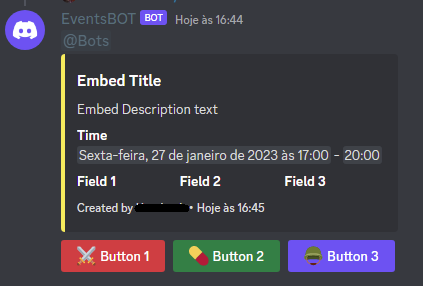 EventsBOT BOT Hoje às 16:44
@Bots
Embed Title
Embed Description text
Time
Sexta-feira, 27 de janeiro de 2023 às 17:00 - 20:00
Field 1 Field 2 Field 3
Created by • Hoje às 16:45
Button 1 Button 2 Button 3